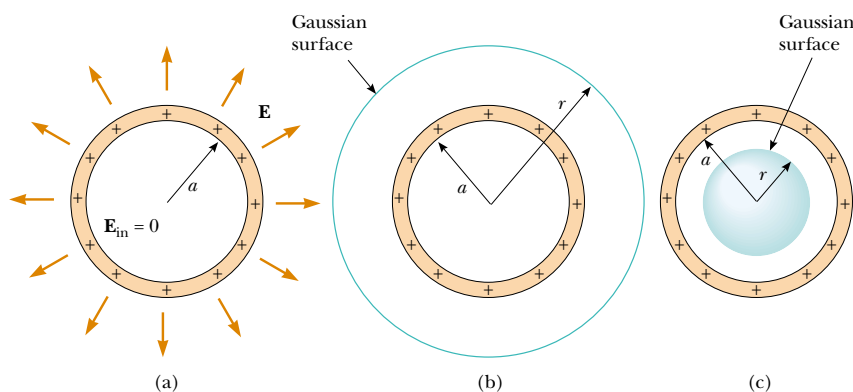 Gaussian
surface
Gaussian
surface
E
a
E_in = 0
+ + + + + + + + + + + +
r
a
+ + + + + + + + + + + +
a
r
+ + + + + + + + + + + +
(a)
(b)
(c)